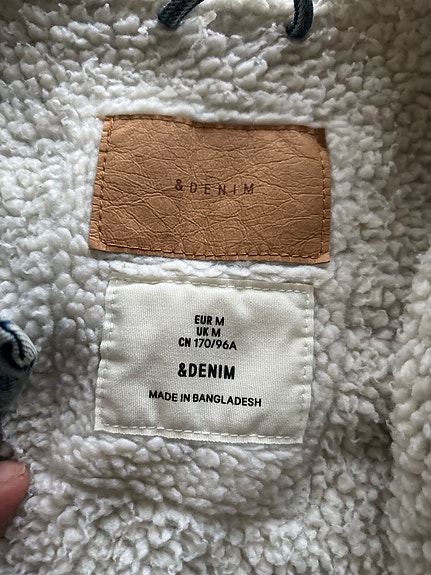 &DENIM
EUR M
UK M
CN 170/96A
&DENIM
MADE IN BANGLADESH